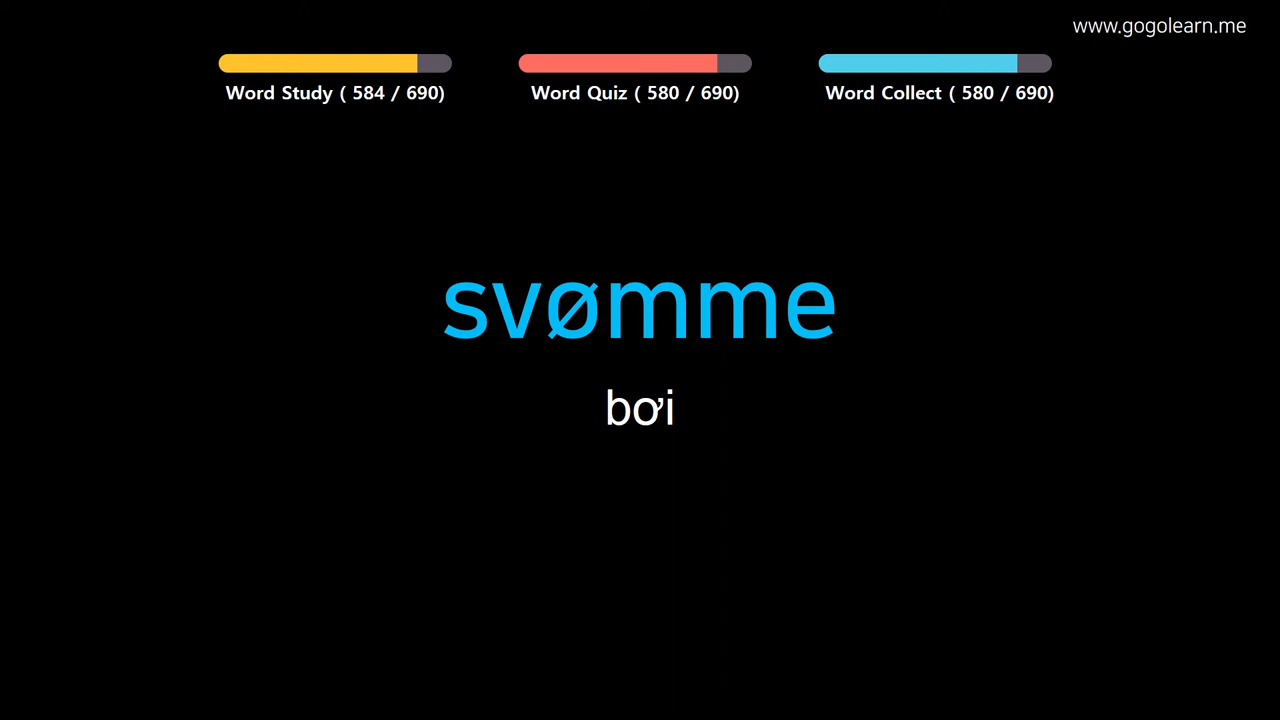 www.gogolearn.me
Word Study ( 584 / 690)
Word Quiz ( 580 / 690)
Word Collect ( 580 / 690)
svømme
bơi